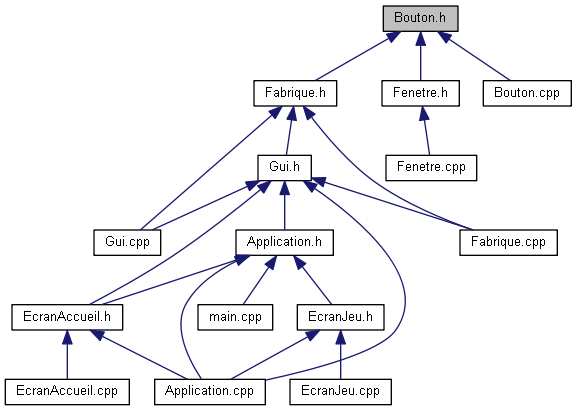 Bouton.h
Fabrique.h
Fenetre.h
Bouton.cpp
Gui.h
Fenetre.cpp
Gui.cpp
Application.h
Fabrique.cpp
EcranAccueil.h
main.cpp
EcranJeu.h
EcranAccueil.cpp
Application.cpp
EcranJeu.cpp